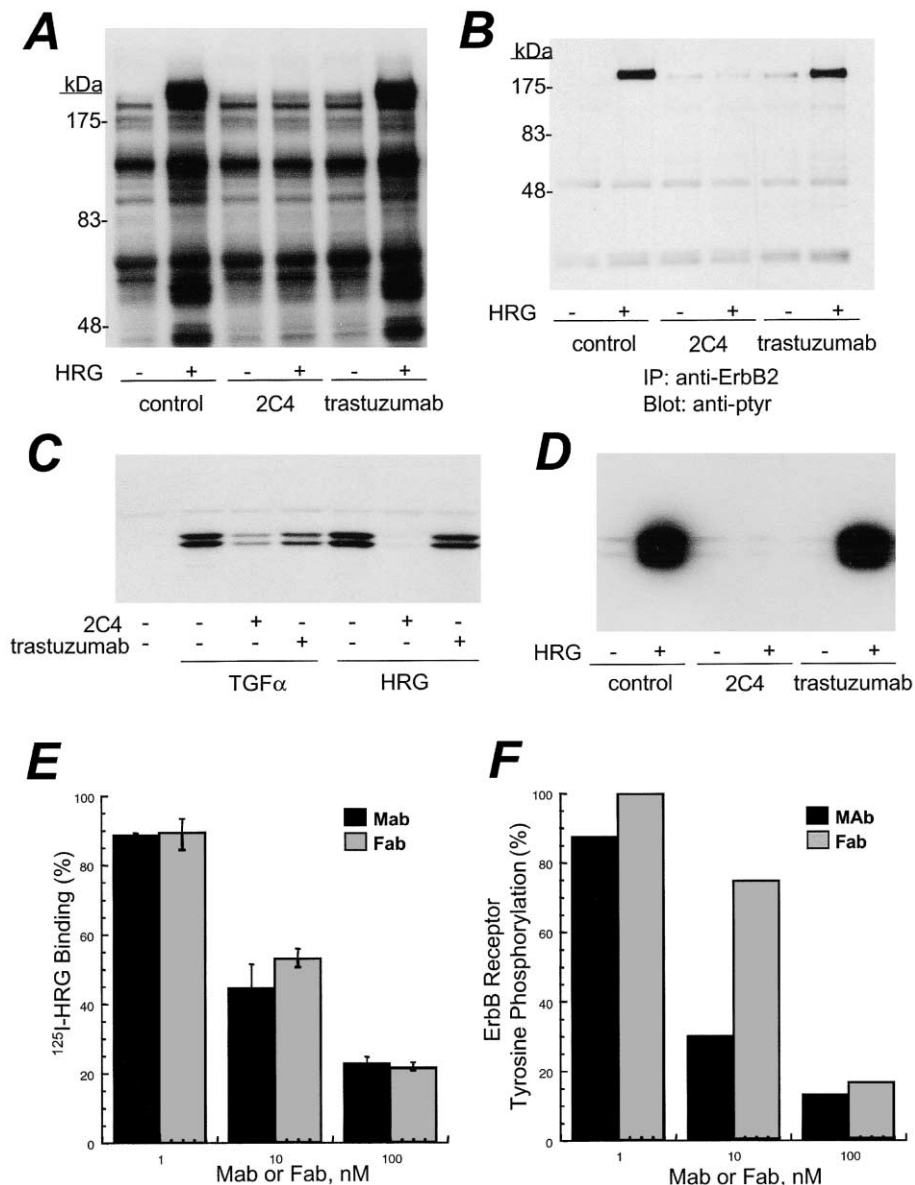 A
kDa
175-
83-
48-
HRG - + - + - +
control 2C4 trastuzumab
B
kDa
175-
83-
48-
HRG - + - + - +
control 2C4 trastuzumab
IP: anti-ErbB2
Blot: anti-ptyr
C
2C4 - - + - - + -
trastuzumab - - - + - - +
TGFα HRG
D
HRG - + - + - +
control 2C4 trastuzumab
E
¹²⁵I-HRG Binding (%)
100
80
60
40
20
0
Mab
Fab
1 10 100
Mab or Fab, nM
F
ErbB Receptor
Tyrosine Phosphorylation (%)
100
80
60
40
20
0
MAb
Fab
1 10 100
Mab or Fab, nM